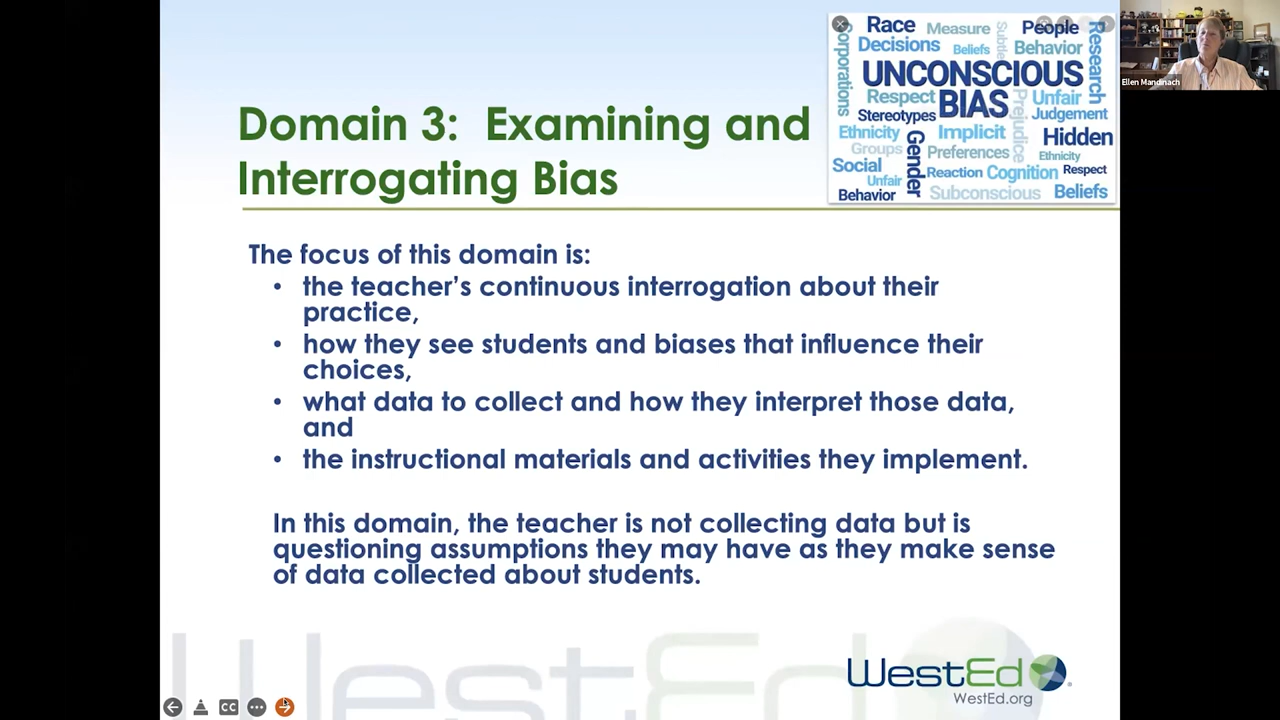 Domain 3: Examining and
Interrogating Bias
Race
Measure
Subtle
People
Research
Corporations
Decisions
Beliefs
Behavior
UNCONSCIOUS
Respect
BIAS
Prejudice
Unfair
Stereotypes
Judgement
Ethnicity
Implicit
Hidden
Groups
Gender
Preferences
Ethnicity
Social
Reaction
Cognition
Respect
Unfair
Behavior
Subconscious
Beliefs
Ellen Mandinach
The focus of this domain is:
• the teacher’s continuous interrogation about their
practice,
• how they see students and biases that influence their
choices,
• what data to collect and how they interpret those data,
and
• the instructional materials and activities they implement.
In this domain, the teacher is not collecting data but is
questioning assumptions they may have as they make sense
of data collected about students.
WestEd
WestEd®
WestEd.org
CC